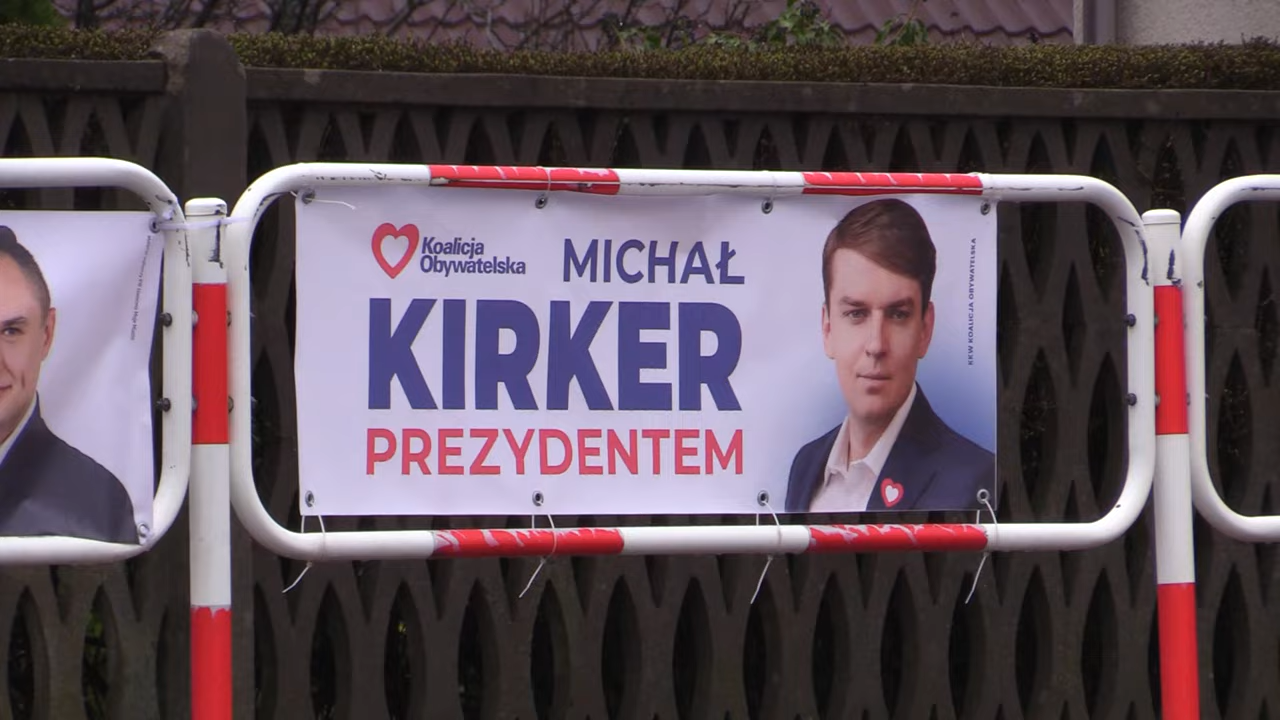 Koalicja
Obywatelska
MICHAŁ
KIRKER
PREZYDENTEM
KKW KOALICJA OBYWATELSKA